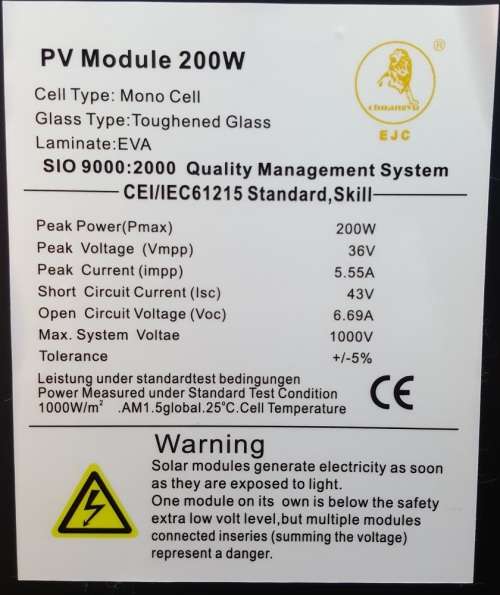 PV Module 200W
®
chuangyu
EJC
Cell Type: Mono Cell
Glass Type:Toughened Glass
Laminate:EVA
SIO 9000:2000 Quality Management System
CEI/IEC61215 Standard,Skill
Peak Power(Pmax) 200W
Peak Voltage (Vmpp) 36V
Peak Current (impp) 5.55A
Short Circuit Current (Isc) 43V
Open Circuit Voltage (Voc) 6.69A
Max. System Voltae 1000V
Tolerance +/-5%
Leistung under standardtest bedingungen
Power Measured under Standard Test Condition
1000W/m² .AM1.5global.25°C.Cell Temperature
CE
Warning
Solar modules generate electricity as soon
as they are exposed to light.
One module on its own is below the safety
extra low volt level,but multiple modules
connected inseries (summing the voltage)
represent a danger.